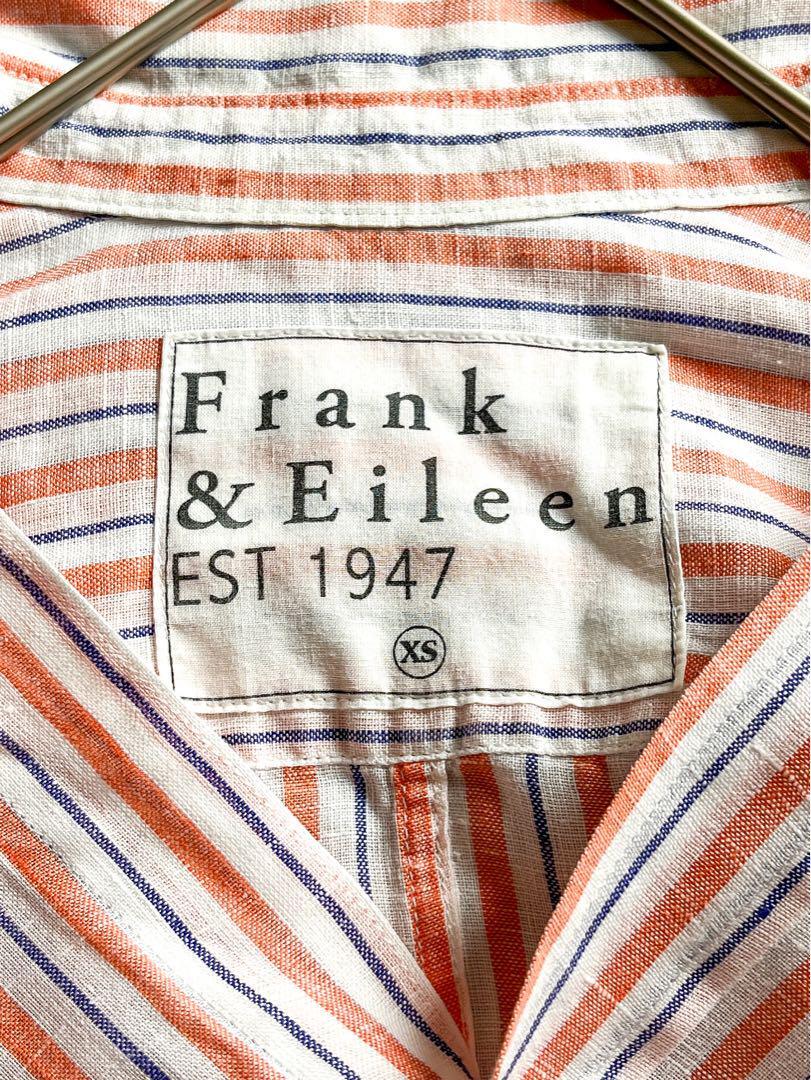 Frank
& Eileen
EST 1947
XS